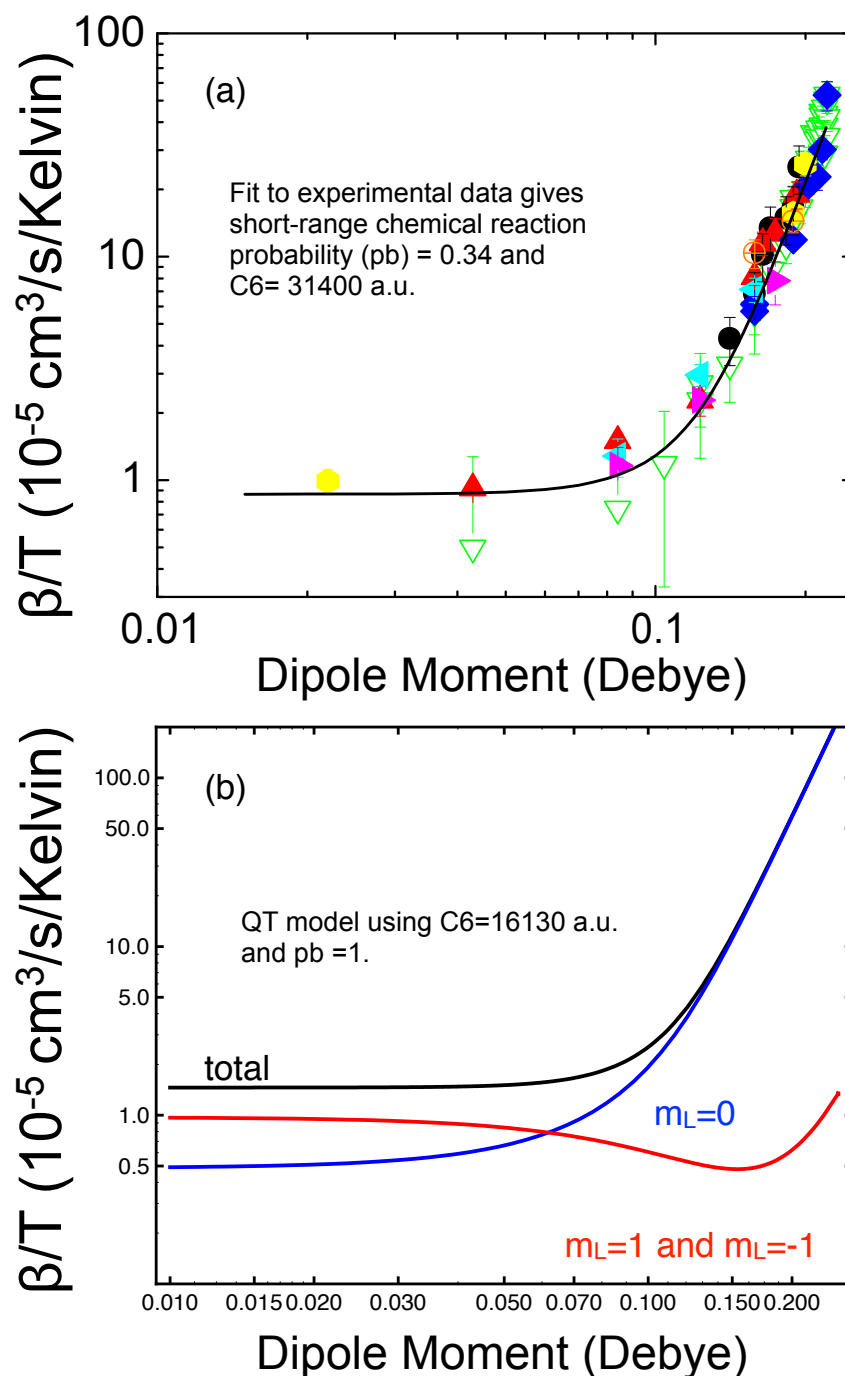 100
(a)
Fit to experimental data gives
short-range chemical reaction
probability (pb) = 0.34 and
C6= 31400 a.u.
10
1
β/T (10⁻⁵ cm³/s/Kelvin)
0.01 0.1
Dipole Moment (Debye)
(b)
100.0
50.0
QT model using C6=16130 a.u.
and pb =1.
10.0
5.0
total
1.0
m_L=0
0.5
m_L=1 and m_L=-1
β/T (10⁻⁵ cm³/s/Kelvin)
0.010 0.015 0.020 0.030 0.050 0.070 0.100 0.150 0.200
Dipole Moment (Debye)